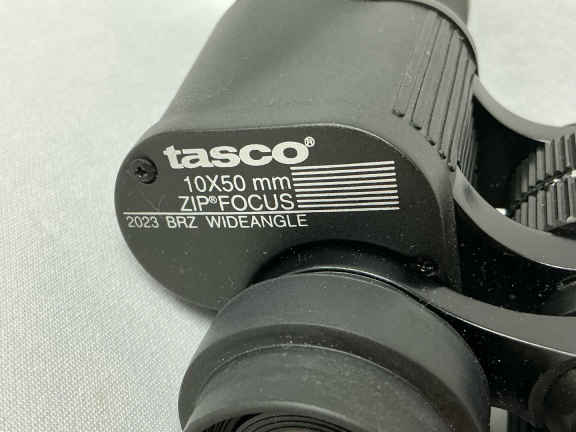 tasco®
10X50 mm
ZIP® FOCUS
2023 BRZ WIDEANGLE